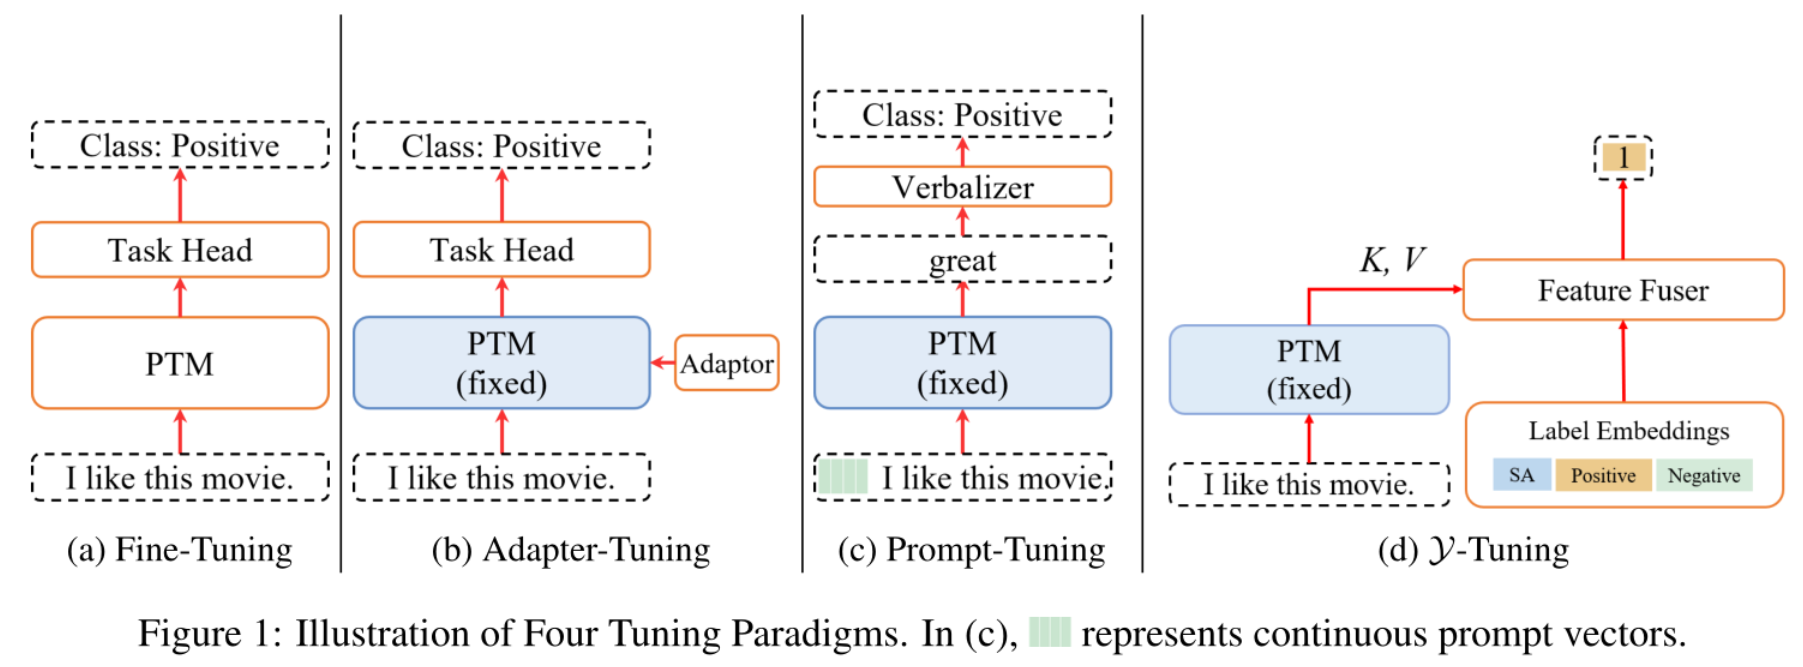 Class: Positive
Task Head
PTM
I like this movie.
(a) Fine-Tuning
Class: Positive
Task Head
PTM
(fixed)
Adaptor
I like this movie.
(b) Adapter-Tuning
Class: Positive
Verbalizer
great
PTM
(fixed)
I like this movie.
(c) Prompt-Tuning
1
K, V
Feature Fuser
PTM
(fixed)
Label Embeddings
SA Positive Negative
I like this movie.
(d) 𝒴-Tuning
Figure 1: Illustration of Four Tuning Paradigms. In (c), represents continuous prompt vectors.